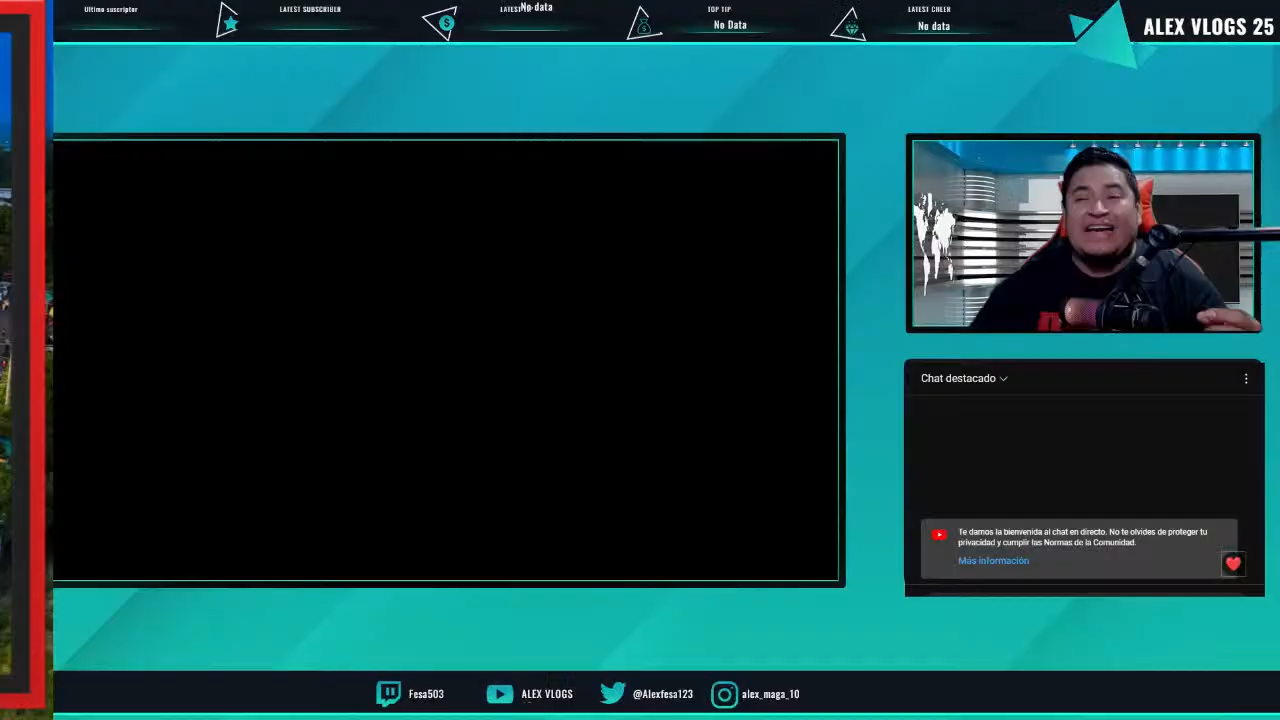 Ultimo suscriptor
LATEST SUBSCRIBER
LATEST
No data
TOP TIP
No Data
LATEST CHEER
No data
ALEX VLOGS 25
Chat destacado
Te damos la bienvenida al chat en directo. No te olvides de proteger tu
privacidad y cumplir las Normas de la Comunidad.
Más información
Fesa503
ALEX VLOGS
@Alexfesa123
alex_maga_10